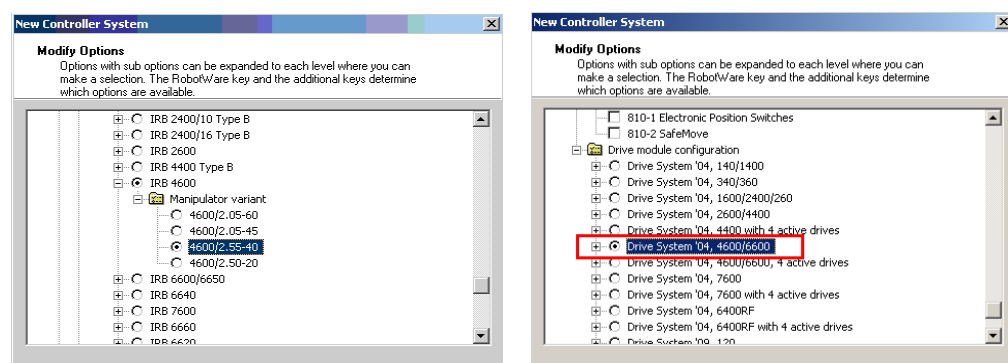 New Controller System
Modify Options
Options with sub options can be expanded to each level where you can
make a selection. The RobotWare key and the additional keys determine
which options are available.
IRB 2400/10 Type B
IRB 2400/16 Type B
IRB 2600
IRB 4400 Type B
IRB 4600
Manipulator variant
4600/2.05-60
4600/2.05-45
4600/2.55-40
4600/2.50-20
IRB 6600/6650
IRB 6640
IRB 7600
IRB 6660
IRB 6620
New Controller System
Modify Options
Options with sub options can be expanded to each level where you can
make a selection. The RobotWare key and the additional keys determine
which options are available.
810-1 Electronic Position Switches
810-2 SafeMove
Drive module configuration
Drive System '04, 140/1400
Drive System '04, 340/360
Drive System '04, 1600/2400/260
Drive System '04, 2600/4400
Drive System '04, 4400 with 4 active drives
Drive System '04, 4600/6600
Drive System '04, 4600/6600, 4 active drives
Drive System '04, 7600
Drive System '04, 7600 with 4 active drives
Drive System '04, 6400RF
Drive System '04, 6400RF with 4 active drives
Drive System '09, 120